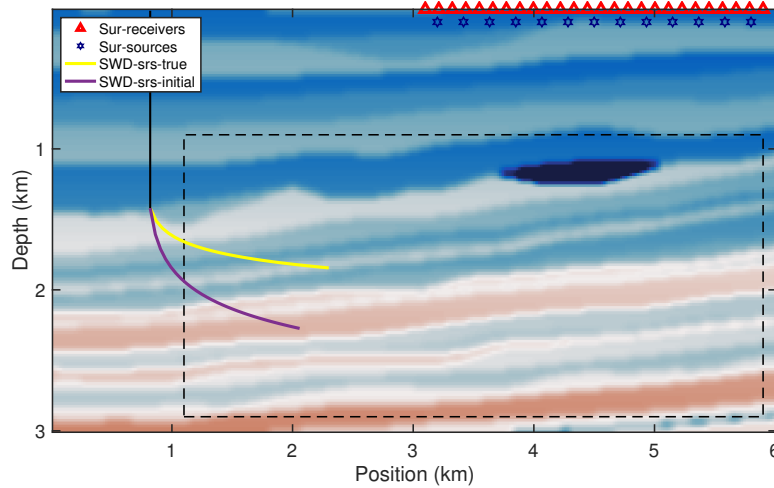 Sur-receivers
Sur-sources
SWD-srs-true
SWD-srs-initial
1
2
3
Depth (km)
1 2 3 4 5 6
Position (km)